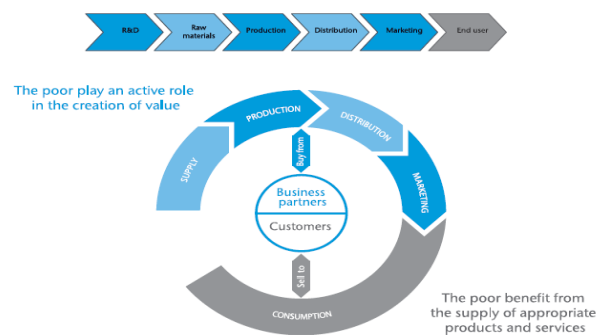 R&D
Raw
materials
Production
Distribution
Marketing
End user
The poor play an active role
in the creation of value
SUPPLY
PRODUCTION
DISTRIBUTION
MARKETING
Buy from
Business
partners
Customers
Sell to
CONSUMPTION
The poor benefit from
the supply of appropriate
products and services